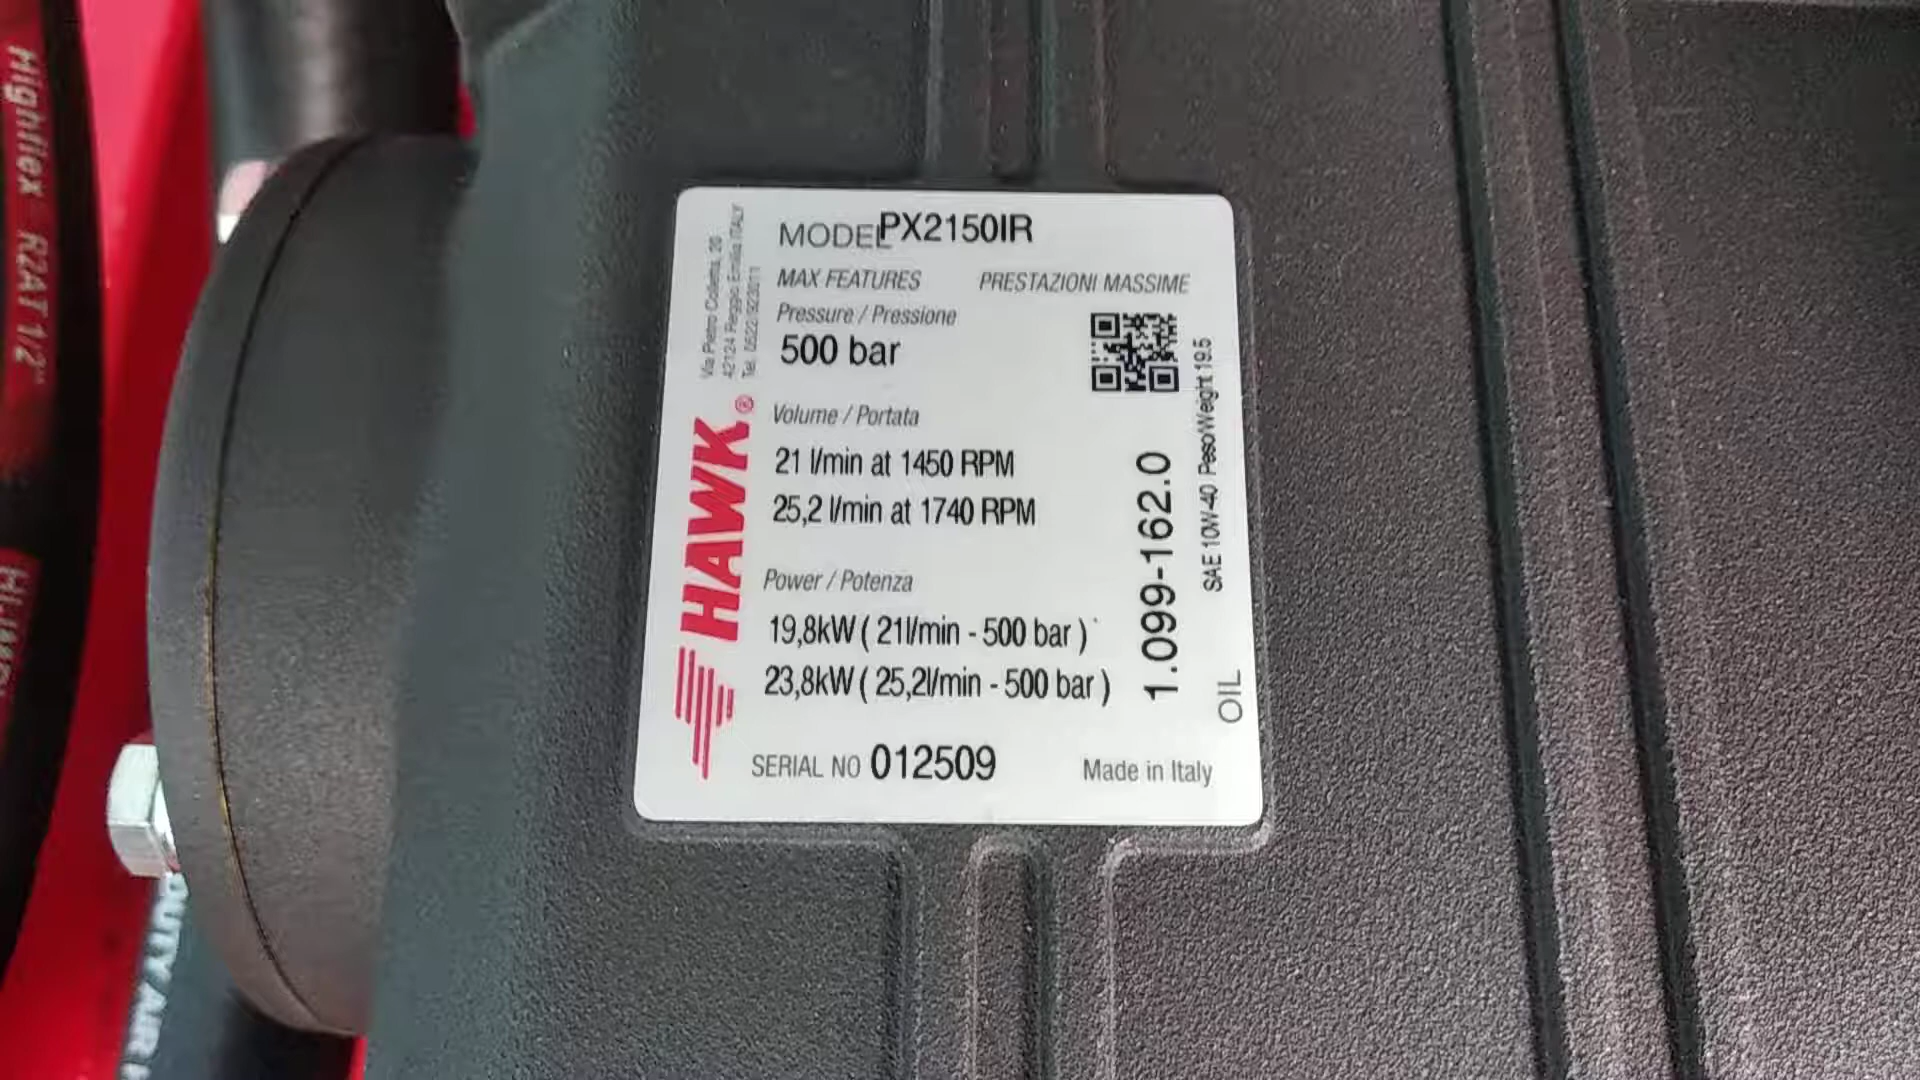 Highflex R2AT 1/2"
MODEL PX2150IR
MAX FEATURES PRESTAZIONI MASSIME
Pressure / Pressione
500 bar
Volume / Portata
21 l/min at 1450 RPM
25,2 l/min at 1740 RPM
Power / Potenza
19,8kW ( 21l/min - 500 bar )
23,8kW ( 25,2l/min - 500 bar )
SERIAL NO 012509
Made in Italy
HAWK®
Via Pietro Colletta, 20
42124 Reggio Emilia ITALY
Tel. 0522/923011
1.099-162.0
OIL SAE 10W-40 Peso/Weight 19.5